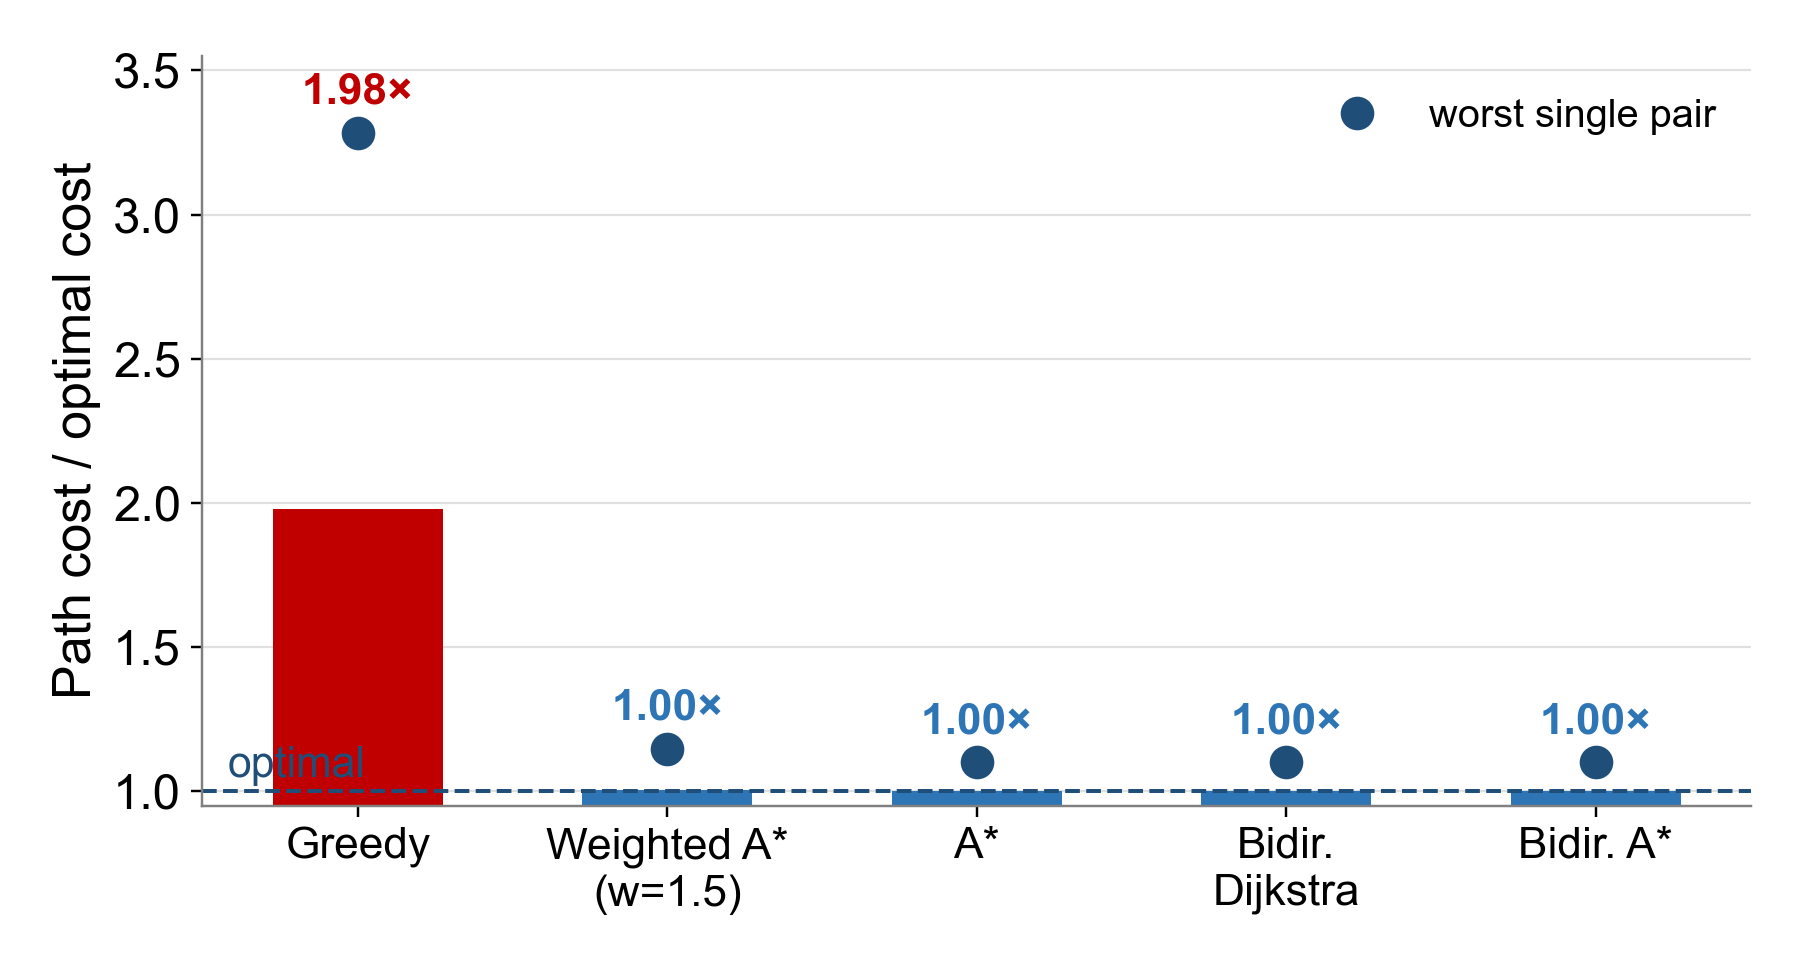 Path cost / optimal cost
3.5
3.0
2.5
2.0
1.5
1.0
1.98×
worst single pair
optimal
1.00×
1.00×
1.00×
1.00×
Greedy
Weighted A*
(w=1.5)
A*
Bidir.
Dijkstra
Bidir. A*